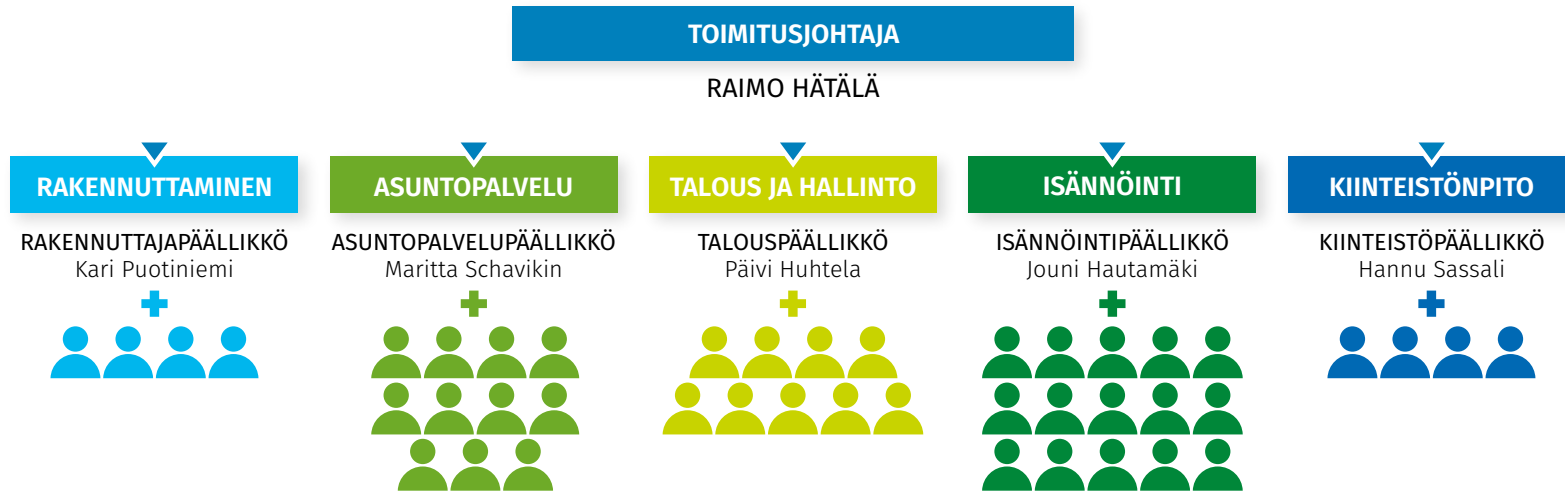 TOIMITUSJOHTAJA
RAIMO HÄTÄLÄ
RAKENNUTTAMINEN
RAKENNUTTAJAPÄÄLLIKKÖ
Kari Puotiniemi
ASUNTOPALVELU
ASUNTOPALVELUPÄÄLLIKKÖ
Maritta Schavikin
TALOUS JA HALLINTO
TALOUSPÄÄLLIKKÖ
Päivi Huhtela
ISÄNNÖINTI
ISÄNNÖINTIPÄÄLLIKKÖ
Jouni Hautamäki
KIINTEISTÖNPITO
KIINTEISTÖPÄÄLLIKKÖ
Hannu Sassali